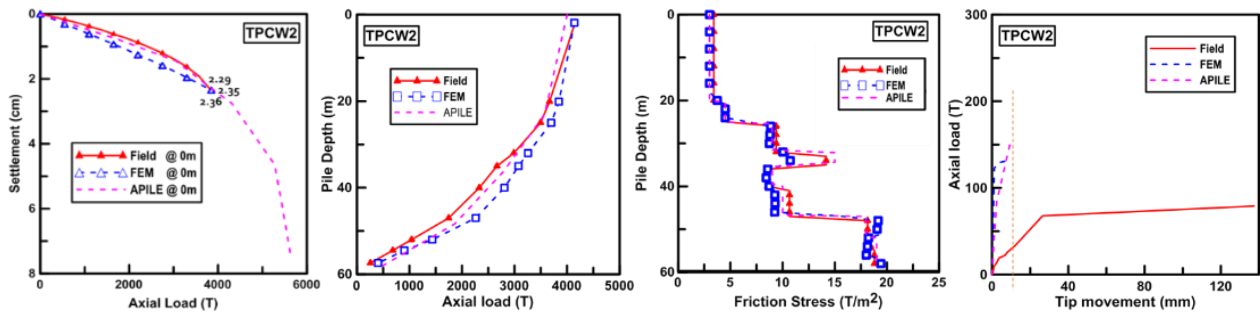 TPCW2
0
2
4
6
8
Settlement (cm)
2.29
2.35
2.36
Field @ 0m
FEM @ 0m
APILE @ 0m
0 2000 4000 6000 8000
Axial Load (T)
TPCW2
0
20
40
60
Pile Depth (m)
Field
FEM
APILE
0 1000 2000 3000 4000 5000
Axial load (T)
TPCW2
0
20
40
60
Pile Depth (m)
Field
FEM
APILE
0 5 10 15 20 25
Friction Stress (T/m²)
TPCW2
300
200
100
0
Axial load (T)
Field
FEM
APILE
0 20 40 60 80 100 120
Tip movement (mm)